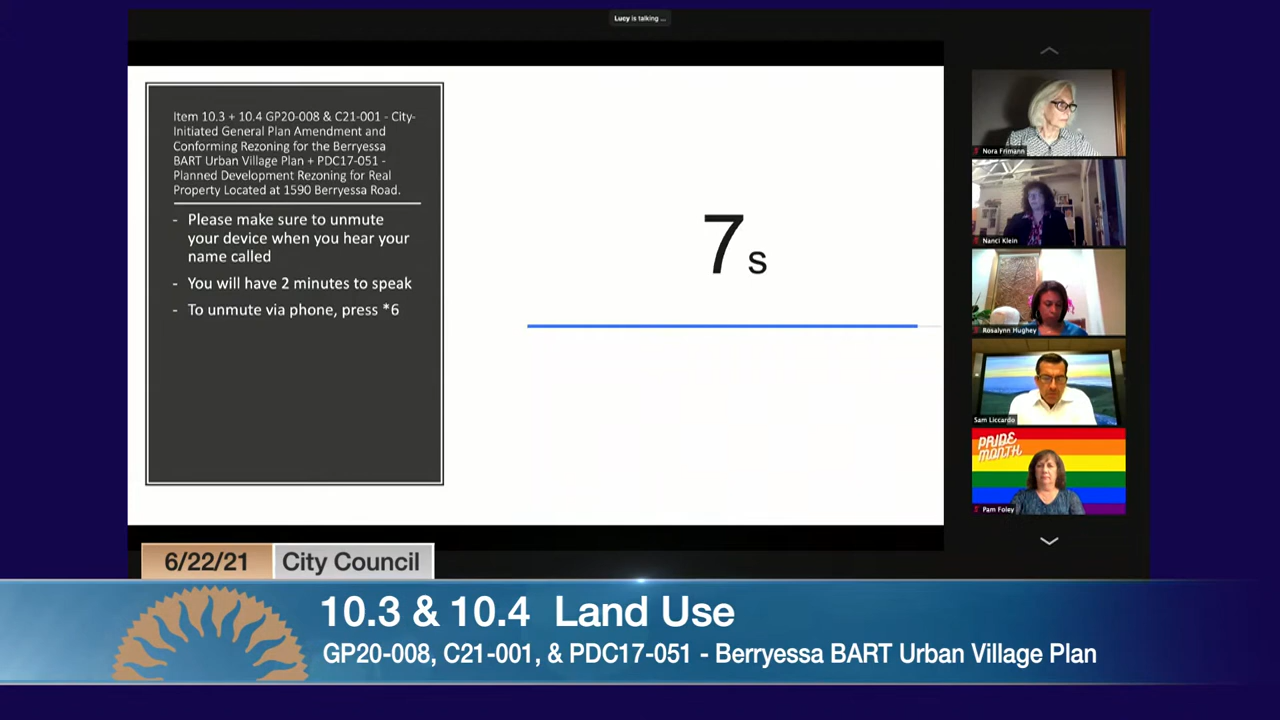 Lucy is talking ...
Item 10.3 + 10.4 GP20-008 & C21-001 - City-
Initiated General Plan Amendment and
Conforming Rezoning for the Berryessa
BART Urban Village Plan + PDC17-051 -
Planned Development Rezoning for Real
Property Located at 1590 Berryessa Road.
- Please make sure to unmute
your device when you hear your
name called
- You will have 2 minutes to speak
- To unmute via phone, press *6
7 s
Nora Frimann
Nanci Klein
Rosalynn Hughey
Sam Liccardo
PRIDE
MONTH
Pam Foley
6/22/21 City Council
10.3 & 10.4 Land Use
GP20-008, C21-001, & PDC17-051 - Berryessa BART Urban Village Plan